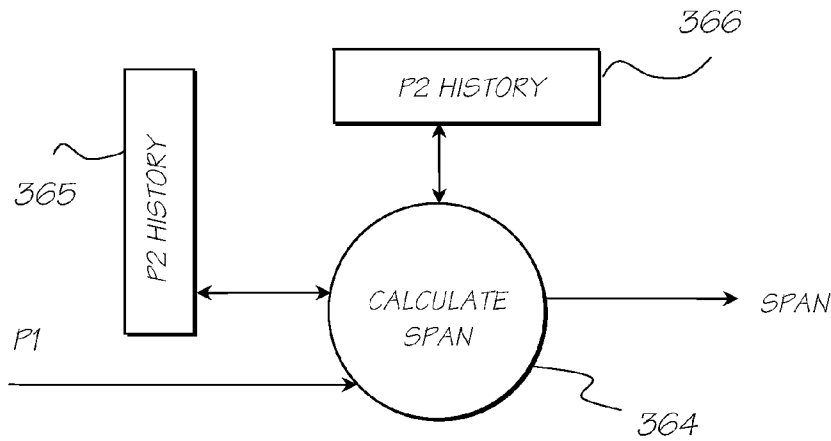 366
P2 HISTORY
365
P2 HISTORY
CALCULATE
SPAN
SPAN
P1
364